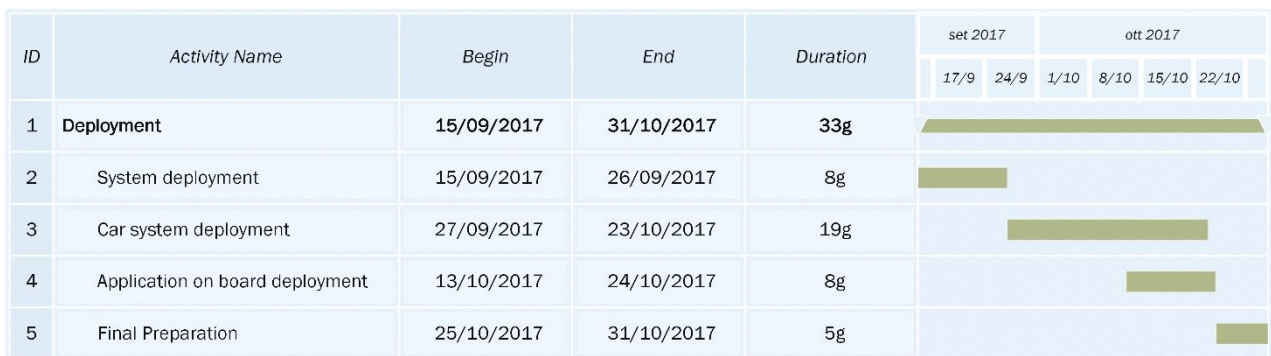 ID Activity Name Begin End Duration set 2017 ott 2017
17/9 24/9 1/10 8/10 15/10 22/10
1 Deployment 15/09/2017 31/10/2017 33g
2 System deployment 15/09/2017 26/09/2017 8g
3 Car system deployment 27/09/2017 23/10/2017 19g
4 Application on board deployment 13/10/2017 24/10/2017 8g
5 Final Preparation 25/10/2017 31/10/2017 5g